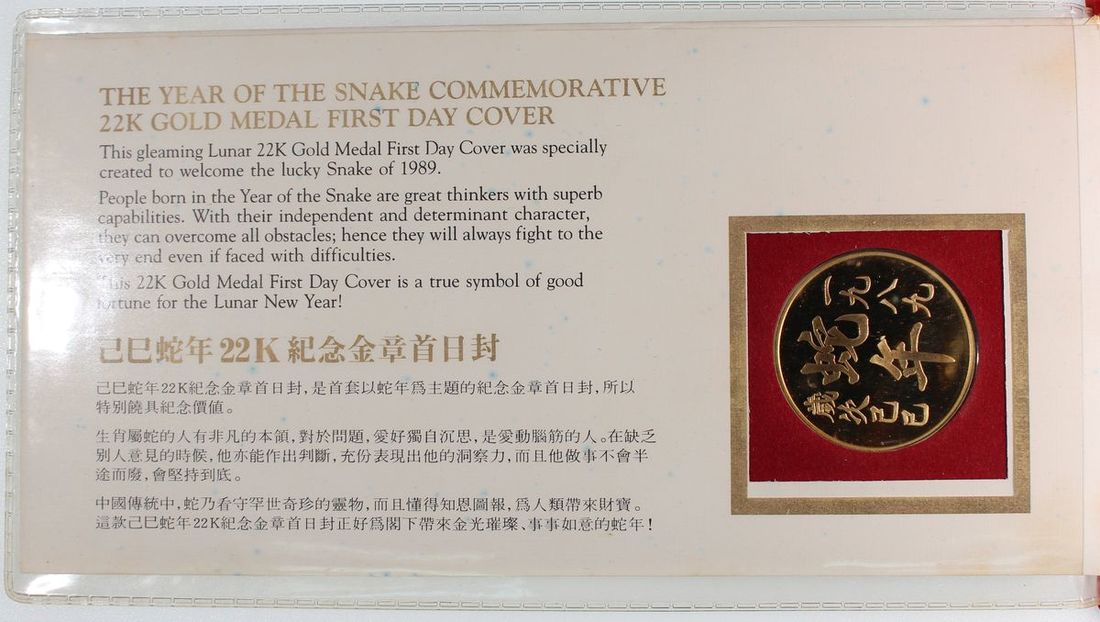 THE YEAR OF THE SNAKE COMMEMORATIVE
22K GOLD MEDAL FIRST DAY COVER
This gleaming Lunar 22K Gold Medal First Day Cover was specially
created to welcome the lucky Snake of 1989.
People born in the Year of the Snake are great thinkers with superb
capabilities. With their independent and determinant character,
they can overcome all obstacles; hence they will always fight to the
very end even if faced with difficulties.
This 22K Gold Medal First Day Cover is a true symbol of good
fortune for the Lunar New Year!
己巳蛇年22K紀念金章首日封
己巳蛇年22K紀念金章首日封,是首套以蛇年爲主題的紀念金章首日封,所以
特別饒具紀念價値。
生肖屬蛇的人有非凡的本領,對於問題,愛好獨自沉思,是愛動腦筋的人。在缺乏
別人意見的時候,他亦能作出判斷,充份表現出他的洞察力,而且他做事不會半
途而廢,會堅持到底。
中國傳統中,蛇乃看守罕世奇珍的靈物,而且懂得知恩圖報,爲人類帶來財寶。
這款己巳蛇年22K紀念金章首日封正好爲閣下帶來金光璀璨、事事如意的蛇年!
一九八九
蛇年
歲次己巳